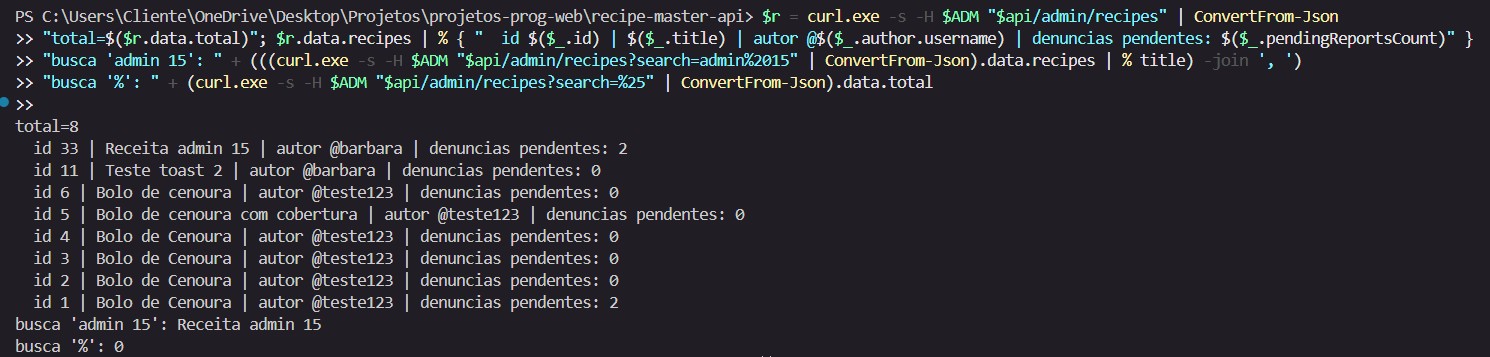 PS C:\Users\Cliente\OneDrive\Desktop\Projetos\projetos-prog-web\recipe-master-api> $r = curl.exe -s -H $ADM "$api/admin/recipes" | ConvertFrom-Json
>> "total=$($r.data.total)"; $r.data.recipes | % { "  id $($_.id) | $($_.title) | autor @$($_.author.username) | denuncias pendentes: $($_.pendingReportsCount)" }
>> "busca 'admin 15': " + (((curl.exe -s -H $ADM "$api/admin/recipes?search=admin%2015" | ConvertFrom-Json).data.recipes | % title) -join ', ')
>> "busca '%': " + (curl.exe -s -H $ADM "$api/admin/recipes?search=%25" | ConvertFrom-Json).data.total
>>
total=8
  id 33 | Receita admin 15 | autor @barbara | denuncias pendentes: 2
  id 11 | Teste toast 2 | autor @barbara | denuncias pendentes: 0
  id 6 | Bolo de cenoura | autor @teste123 | denuncias pendentes: 0
  id 5 | Bolo de cenoura com cobertura | autor @teste123 | denuncias pendentes: 0
  id 4 | Bolo de Cenoura | autor @teste123 | denuncias pendentes: 0
  id 3 | Bolo de Cenoura | autor @teste123 | denuncias pendentes: 0
  id 2 | Bolo de Cenoura | autor @teste123 | denuncias pendentes: 0
  id 1 | Bolo de Cenoura | autor @teste123 | denuncias pendentes: 2
busca 'admin 15': Receita admin 15
busca '%': 0